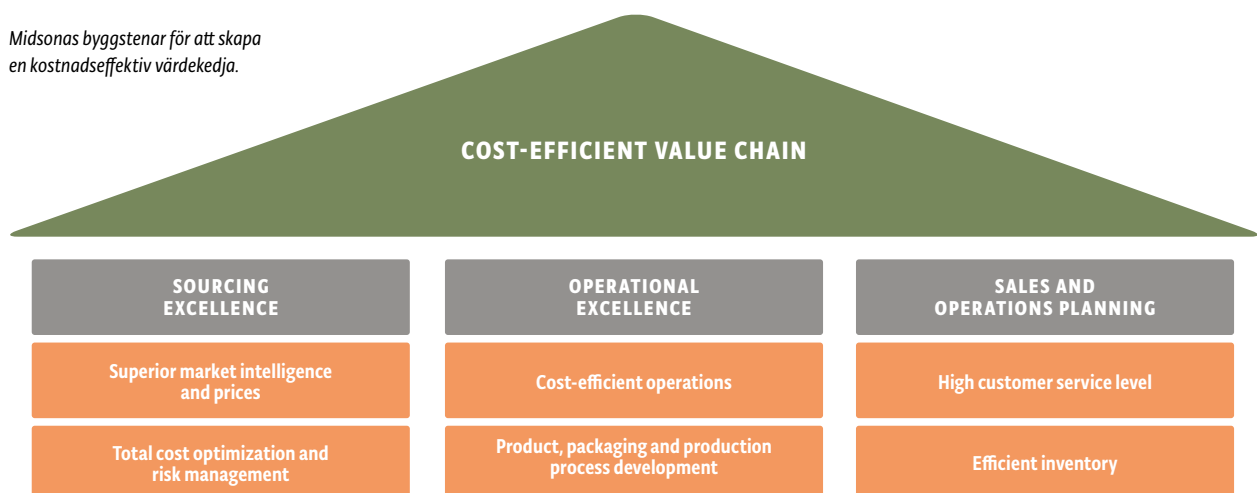 Midsonas byggstenar för att skapa
en kostnadseffektiv värdekedja.
COST-EFFICIENT VALUE CHAIN
SOURCING
EXCELLENCE
Superior market intelligence
and prices
Total cost optimization and
risk management
OPERATIONAL
EXCELLENCE
Cost-efficient operations
Product, packaging and production
process development
SALES AND
OPERATIONS PLANNING
High customer service level
Efficient inventory